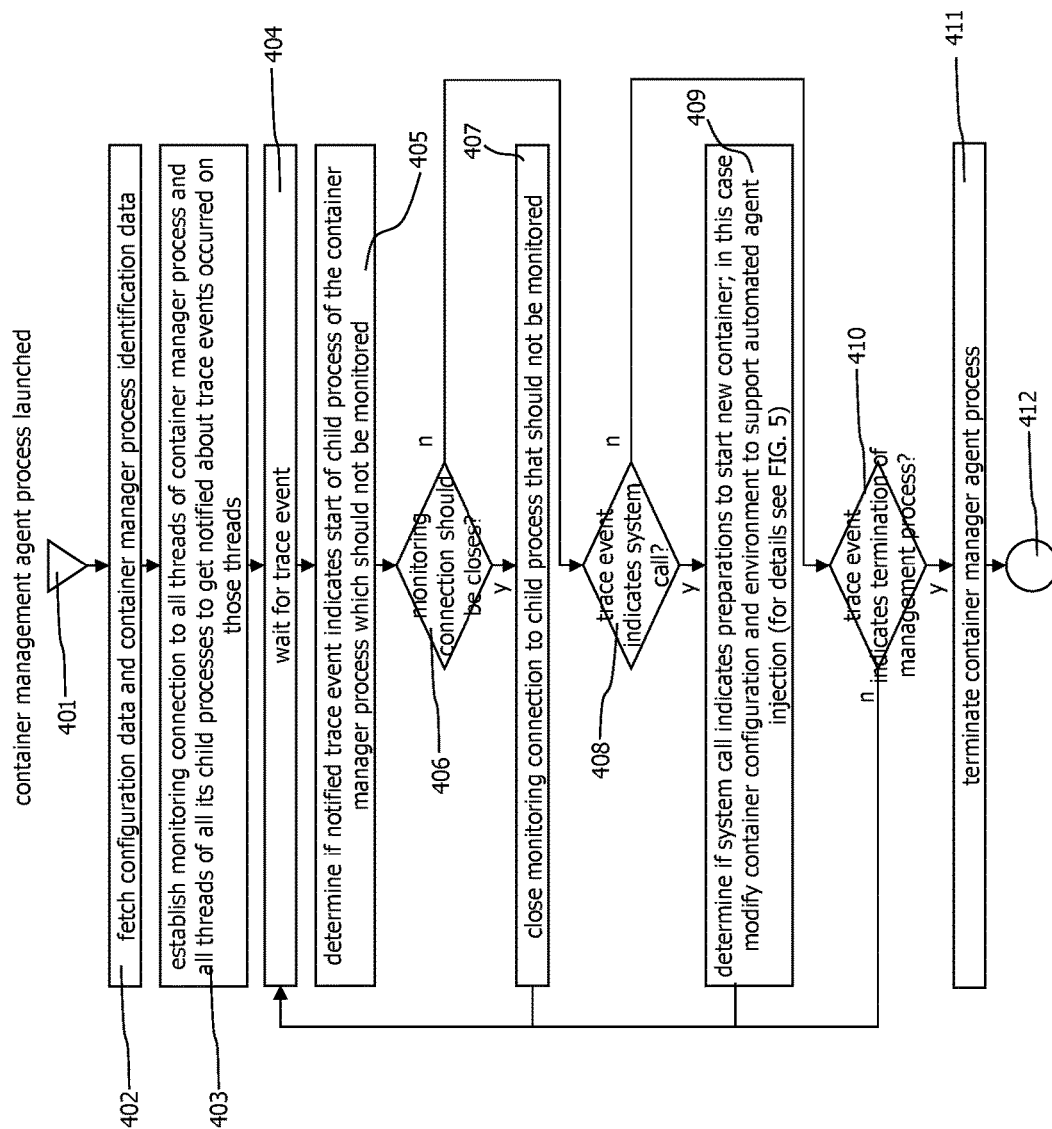 container management agent process launched
401
402
fetch configuration data and container manager process identification data
establish monitoring connection to all threads of container manager process and
all threads of all its child processes to get notified about trace events occurred on
those threads
403
wait for trace event
404
determine if notified trace event indicates start of child process of the container
manager process which should not be monitored
405
monitoring
connection should
be closes?
406
n
y
close monitoring connection to child process that should not be monitored
407
trace event
indicates system
call?
408
n
y
determine if system call indicates preparations to start new container; in this case
modify container configuration and environment to support automated agent
injection (for details see FIG. 5)
409
trace event
indicates termination of
management process?
410
n
y
terminate container manager agent process
411
412